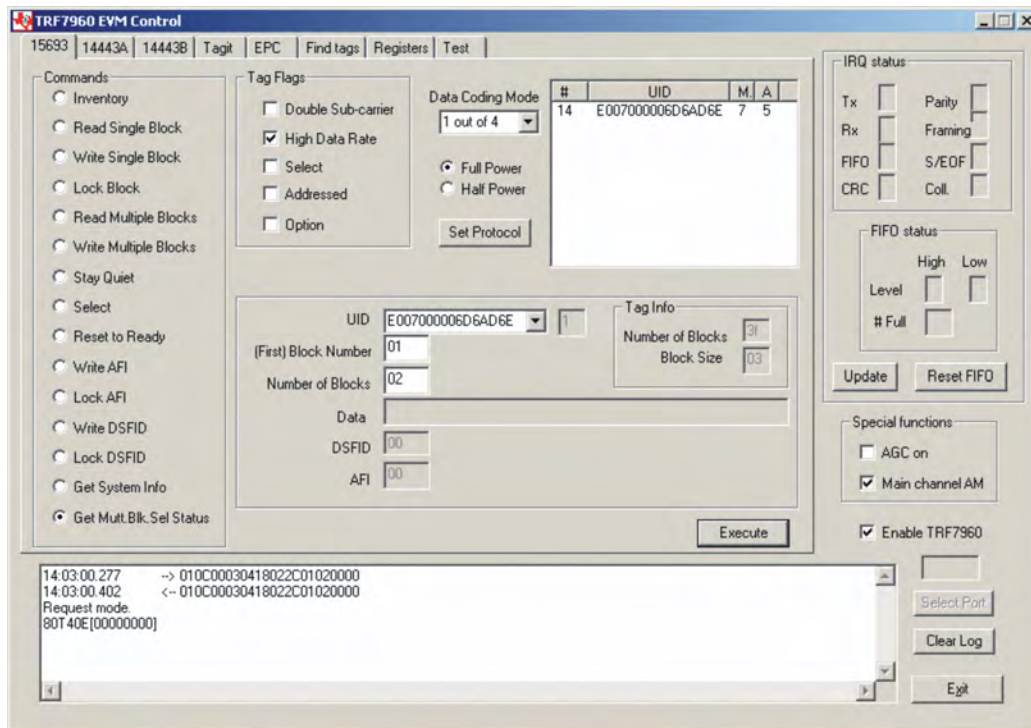 TRF7960 EVM Control
15693 14443A 14443B Tagit EPC Find tags Registers Test
Commands
Inventory
Read Single Block
Write Single Block
Lock Block
Read Multiple Blocks
Write Multiple Blocks
Stay Quiet
Select
Reset to Ready
Write AFI
Lock AFI
Write DSFID
Lock DSFID
Get System Info
Get Mutt.Blk.Sel Status
Tag Flags
Double Sub-carrier
High Data Rate
Select
Addressed
Option
Data Coding Mode
1 out of 4
Full Power
Half Power
Set Protocol
# UID M. A
14 E007000006D6AD6E 7 5
UID E007000006D6AD6E 1
(First) Block Number 01
Number of Blocks 02
Data
DSFID 00
AFI 00
Tag Info
Number of Blocks 3f
Block Size 03
Execute
IRQ status
Tx Parity
Rx Framing
FIFO S/EOF
CRC Coll.
FIFO status
High Low
Level
# Full
Update Reset FIFO
Special functions
AGC on
Main channel AM
Enable TRF7960
Select Port
Clear Log
Exit
14:03:00.277 --> 010C00030418022C01020000
14:03:00.402 <-- 010C00030418022C01020000
Request mode.
80T40E[00000000]